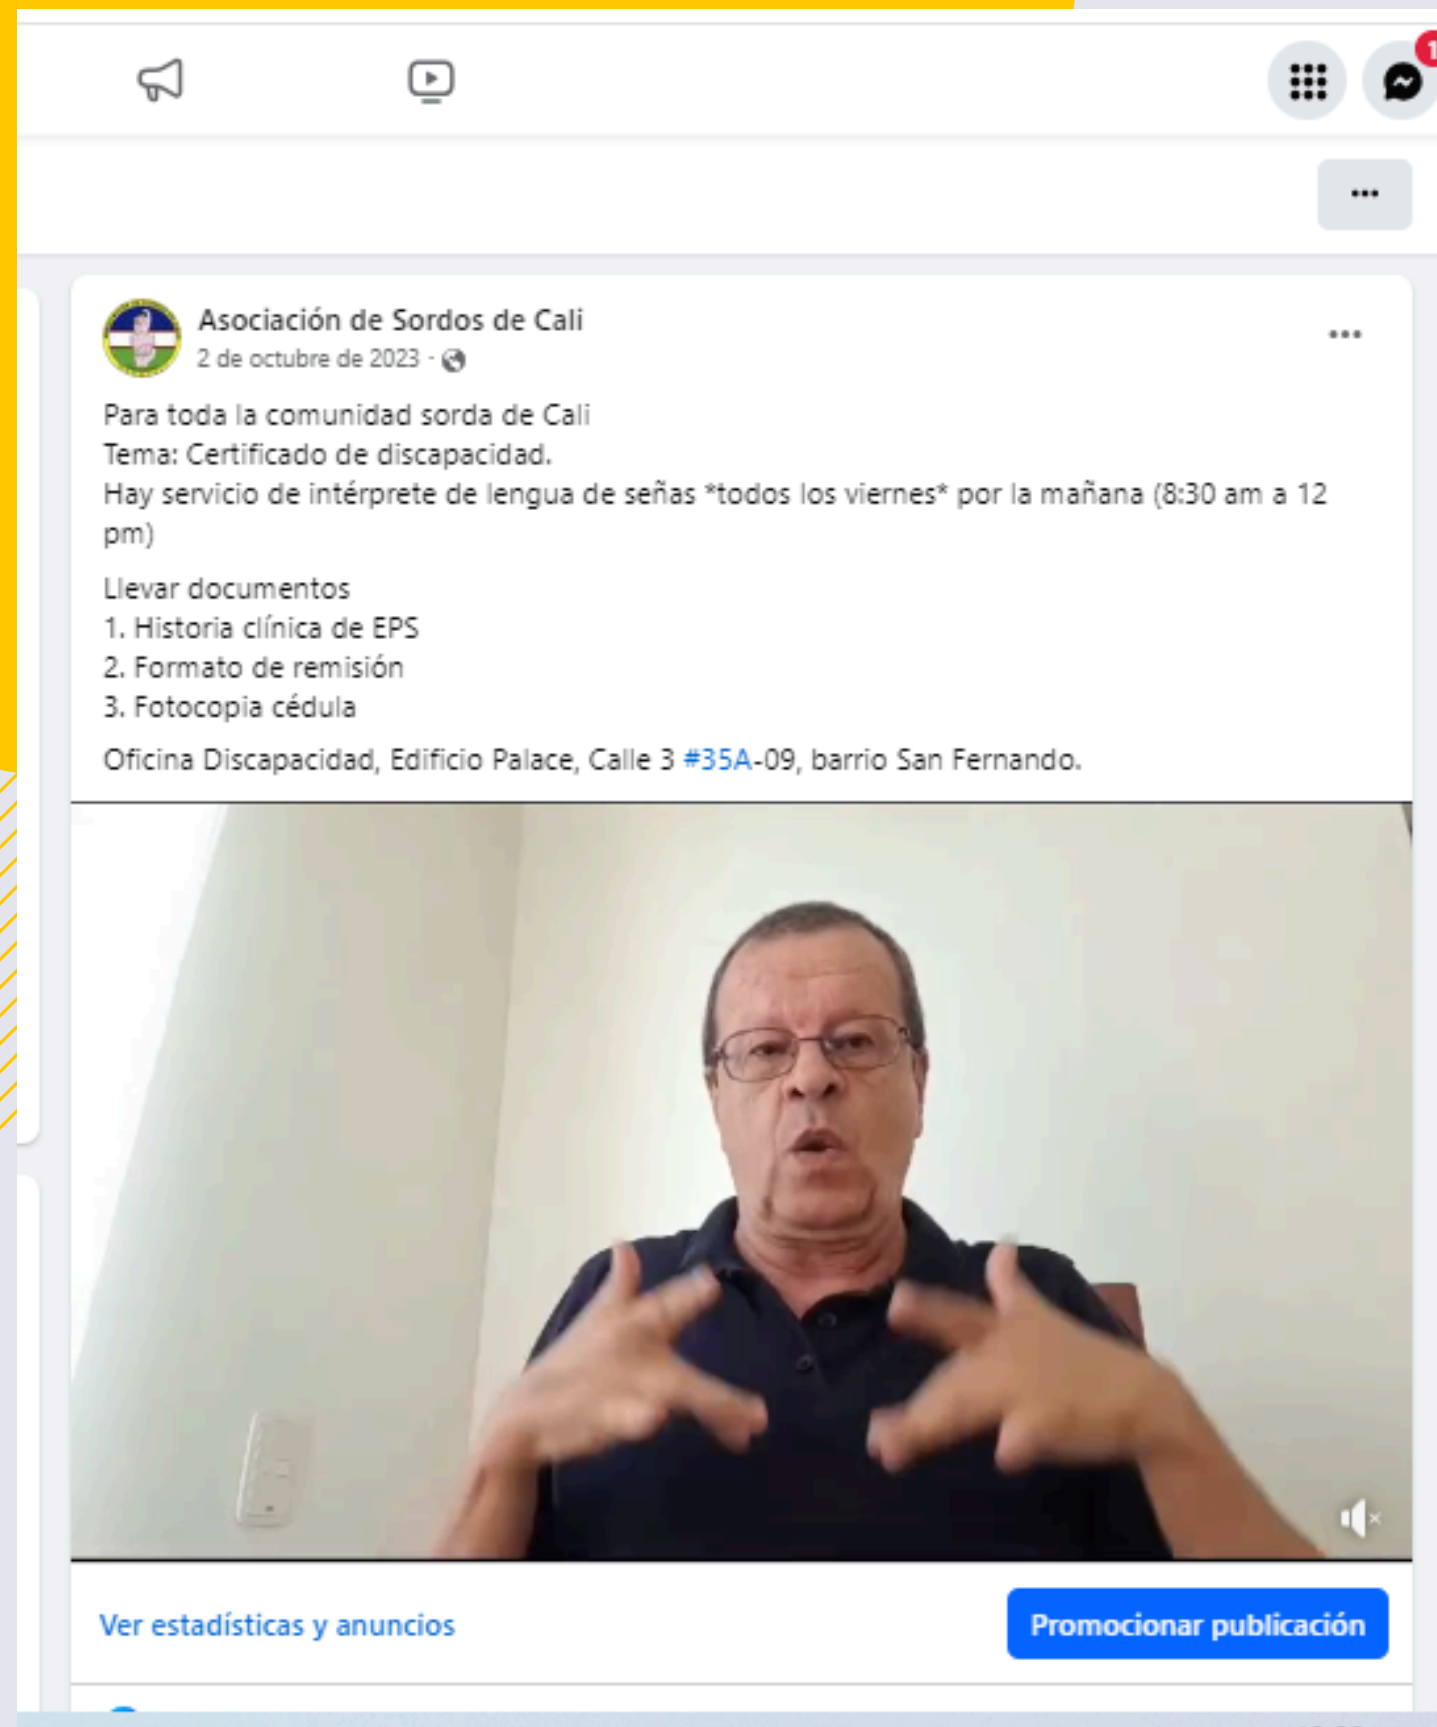 1
Asociación de Sordos de Cali
2 de octubre de 2023 ·
Para toda la comunidad sorda de Cali
Tema: Certificado de discapacidad.
Hay servicio de intérprete de lengua de señas *todos los viernes* por la mañana (8:30 am a 12
pm)
Llevar documentos
1. Historia clínica de EPS
2. Formato de remisión
3. Fotocopia cédula
Oficina Discapacidad, Edificio Palace, Calle 3 #35A-09, barrio San Fernando.
Ver estadísticas y anuncios
Promocionar publicación